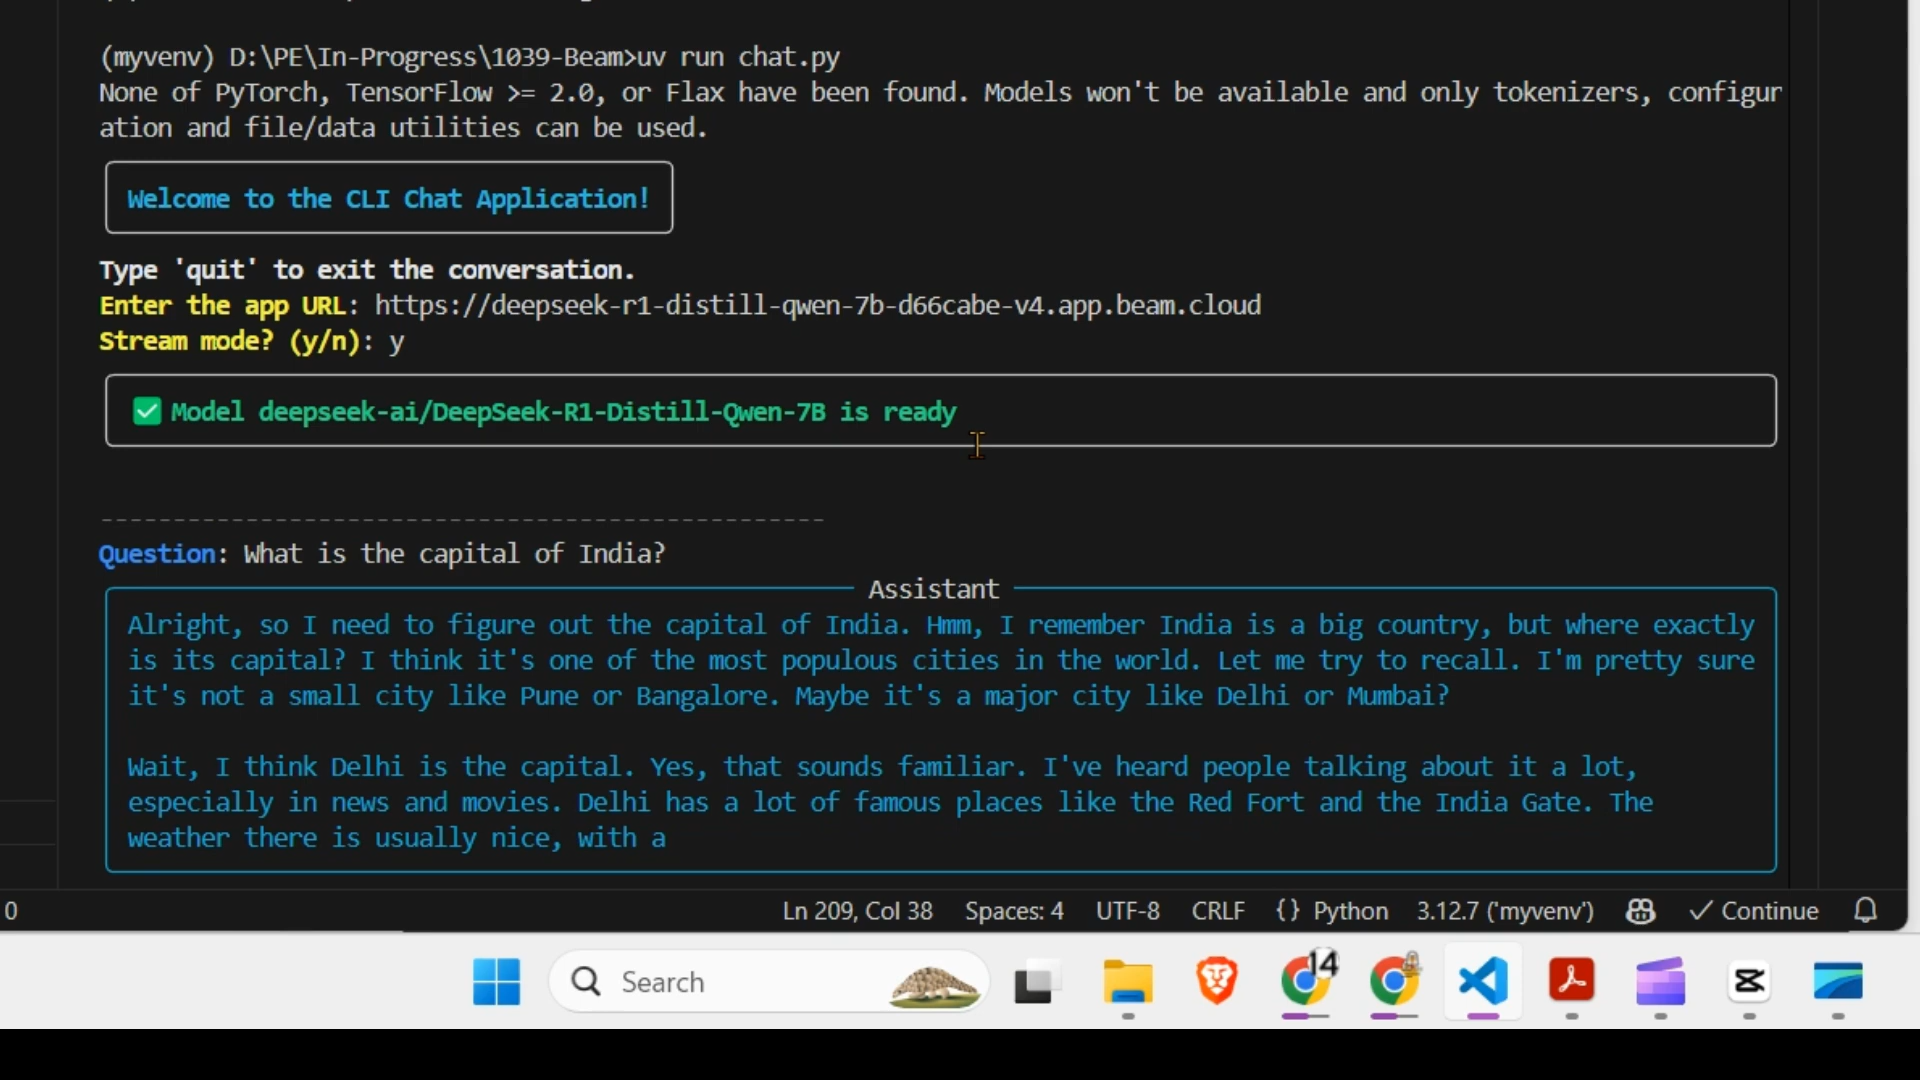 (myvenv) D:\PE\In-Progress\1039-Beam>uv run chat.py
None of PyTorch, TensorFlow >= 2.0, or Flax have been found. Models won't be available and only tokenizers, configur
ation and file/data utilities can be used.
Welcome to the CLI Chat Application!
Type 'quit' to exit the conversation.
Enter the app URL: https://deepseek-r1-distill-qwen-7b-d66cabe-v4.app.beam.cloud
Stream mode? (y/n): y
✅ Model deepseek-ai/DeepSeek-R1-Distill-Qwen-7B is ready
--------------------------------------------------
Question: What is the capital of India?
Assistant
Alright, so I need to figure out the capital of India. Hmm, I remember India is a big country, but where exactly
is its capital? I think it's one of the most populous cities in the world. Let me try to recall. I'm pretty sure
it's not a small city like Pune or Bangalore. Maybe it's a major city like Delhi or Mumbai?
Wait, I think Delhi is the capital. Yes, that sounds familiar. I've heard people talking about it a lot,
especially in news and movies. Delhi has a lot of famous places like the Red Fort and the India Gate. The
weather there is usually nice, with a
0 Ln 209, Col 38 Spaces: 4 UTF-8 CRLF {} Python 3.12.7 ('myvenv') ✓ Continue
Search 14